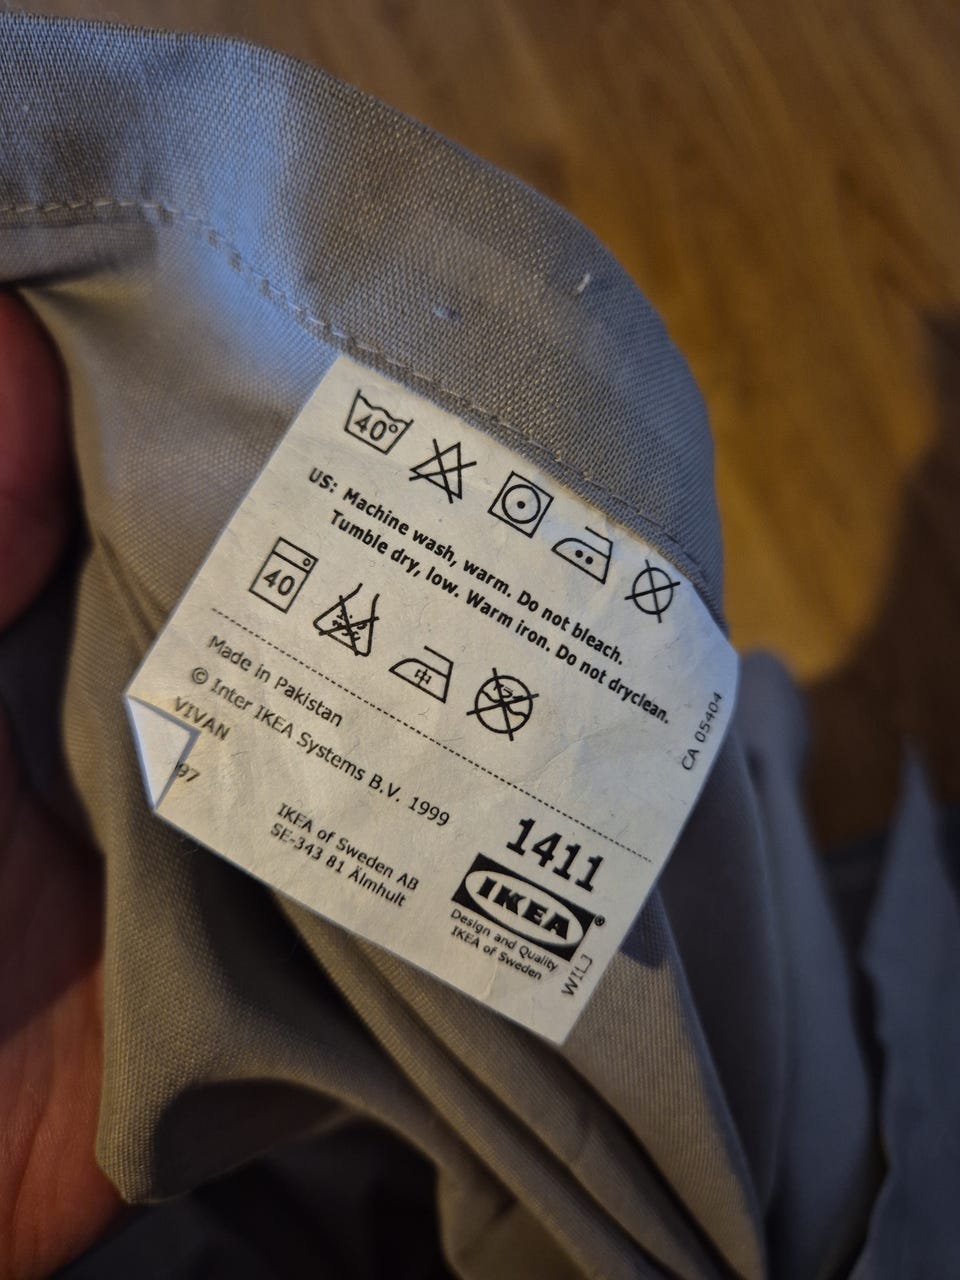 40°
US: Machine wash, warm. Do not bleach.
Tumble dry, low. Warm iron. Do not dryclean.
40
中
Made in Pakistan
© Inter IKEA Systems B.V. 1999
VIVAN
97
IKEA of Sweden AB
SE-343 81 Älmhult
1411
IKEA®
Design and Quality
IKEA of Sweden
WILJ
CA 05404